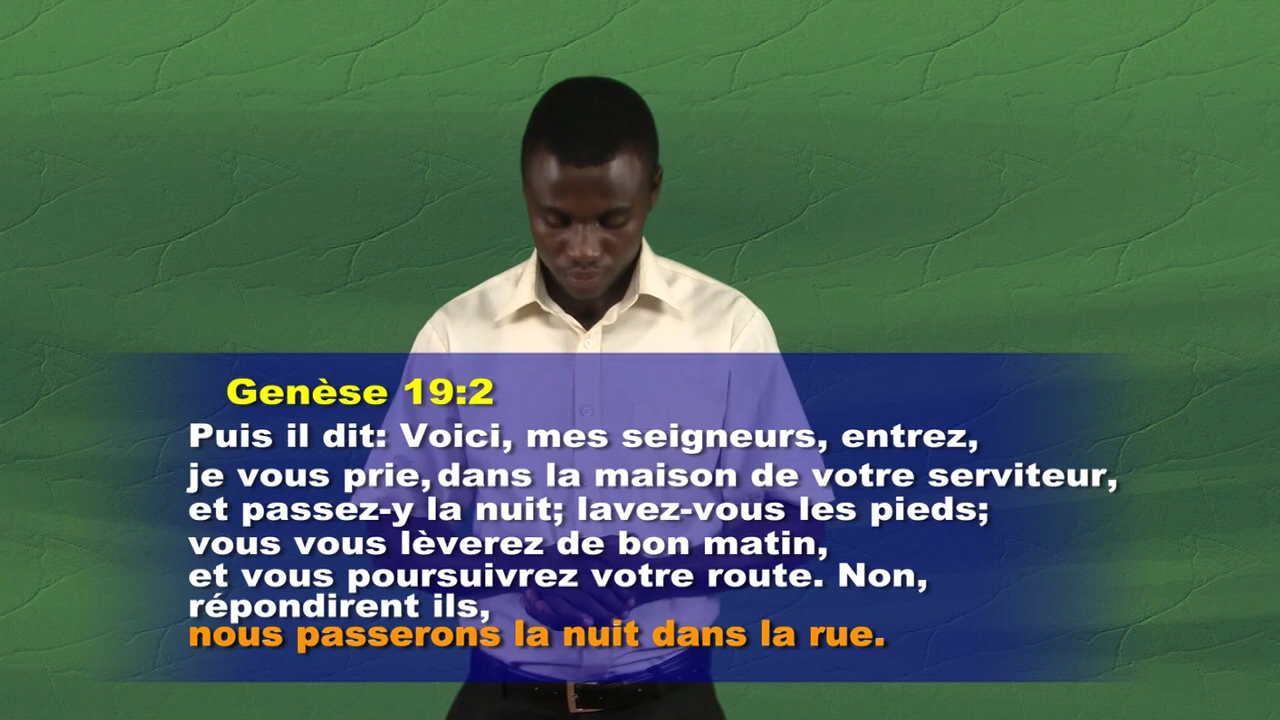 Genèse 19:2
Puis il dit: Voici, mes seigneurs, entrez,
je vous prie, dans la maison de votre serviteur,
et passez-y la nuit; lavez-vous les pieds;
vous vous lèverez de bon matin,
et vous poursuivrez votre route. Non,
répondirent ils,
nous passerons la nuit dans la rue.